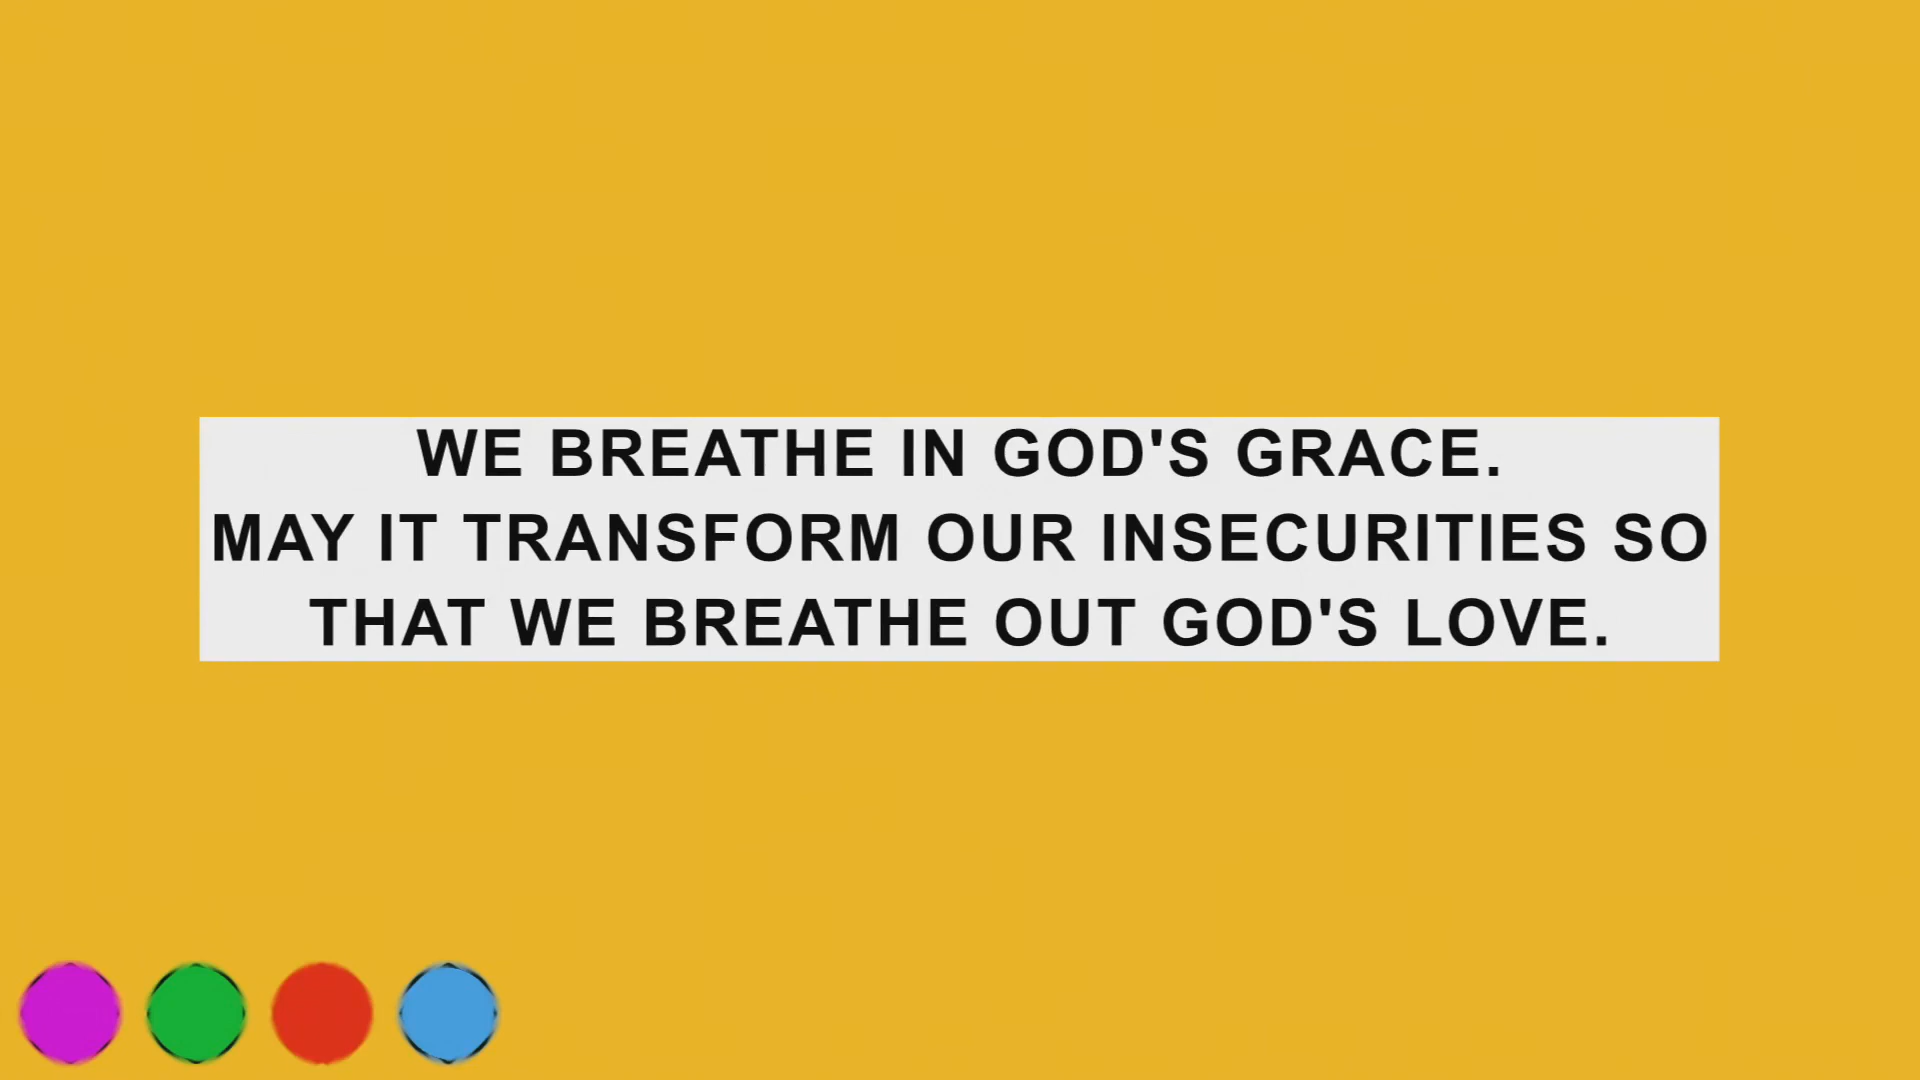 WE BREATHE IN GOD'S GRACE.
MAY IT TRANSFORM OUR INSECURITIES SO
THAT WE BREATHE OUT GOD'S LOVE.